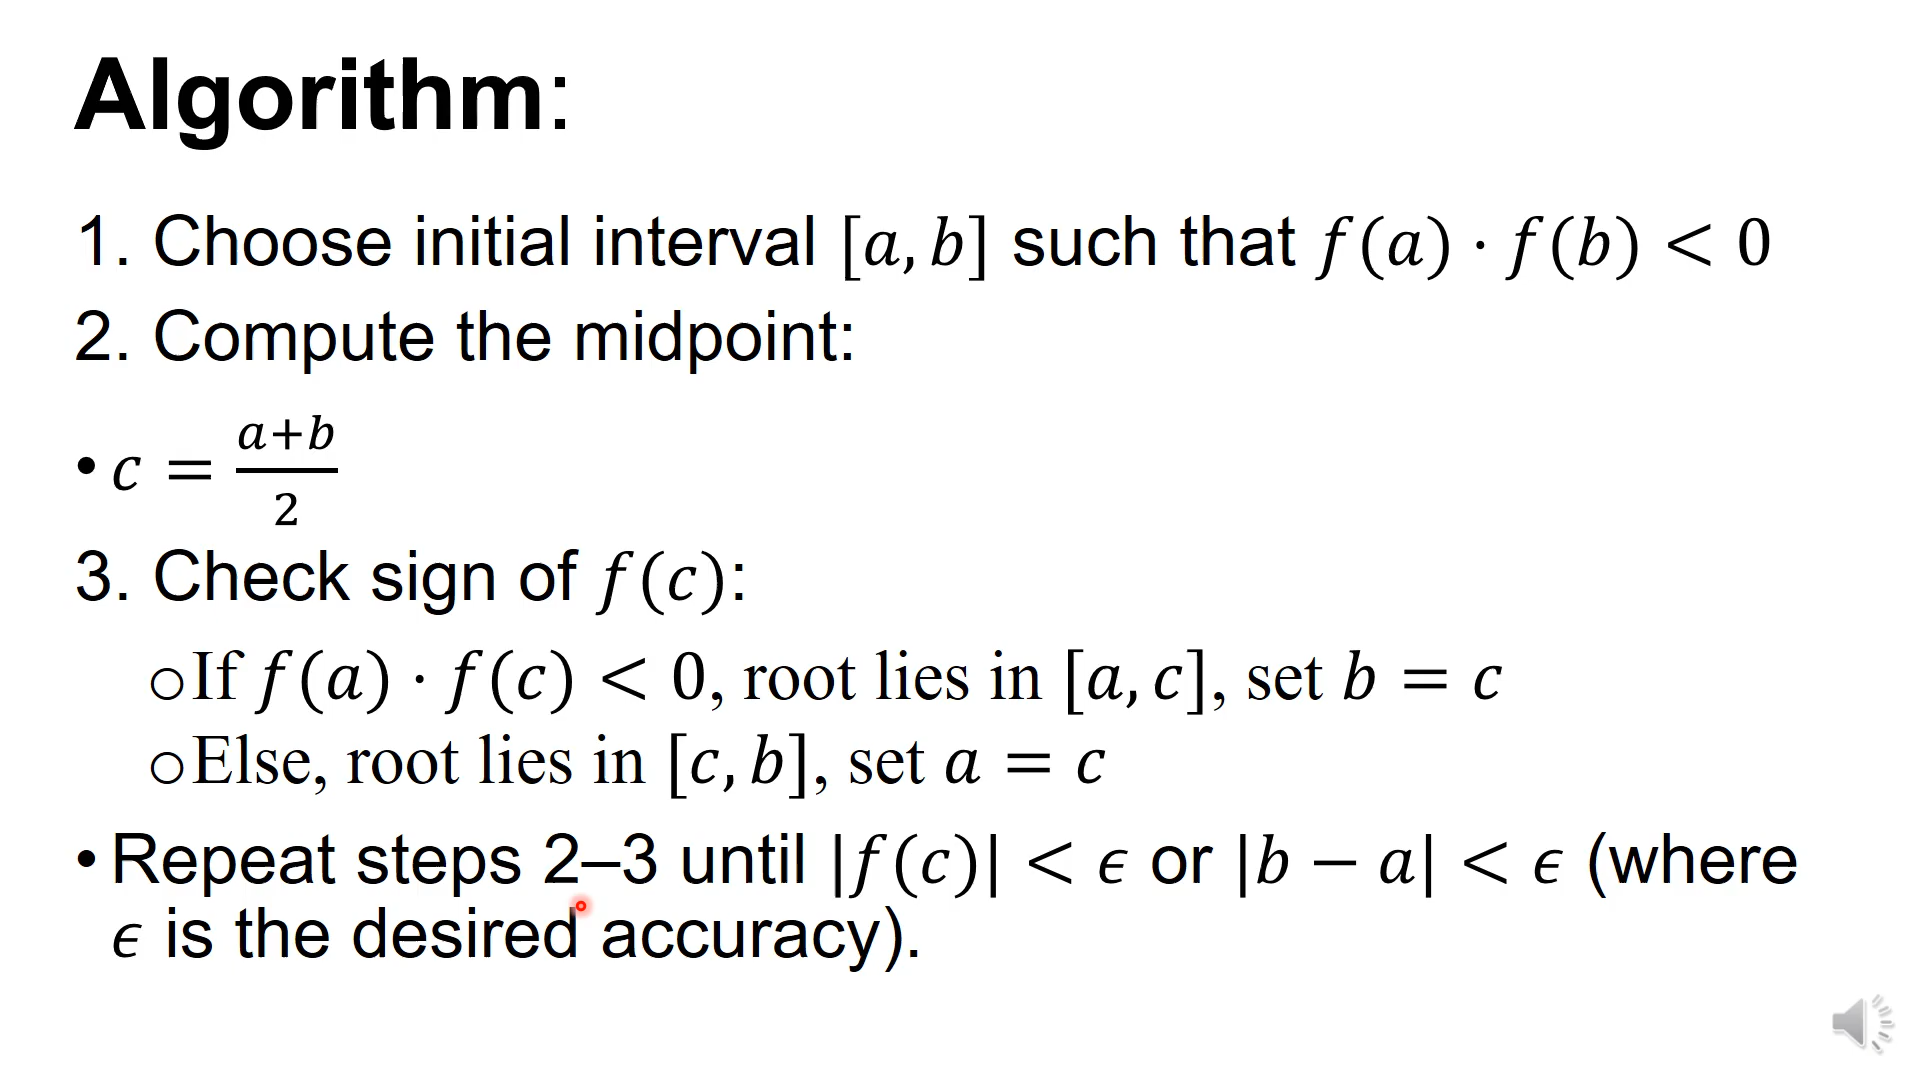 Algorithm:
1. Choose initial interval [𝑎, 𝑏] such that 𝑓(𝑎) · 𝑓(𝑏) < 0
2. Compute the midpoint:
• 𝑐 = (𝑎+𝑏)/2
3. Check sign of 𝑓(𝑐):
o If 𝑓(𝑎) · 𝑓(𝑐) < 0, root lies in [𝑎, 𝑐], set 𝑏 = 𝑐
o Else, root lies in [𝑐, 𝑏], set 𝑎 = 𝑐
• Repeat steps 2–3 until |𝑓(𝑐)| < 𝜖 or |𝑏 − 𝑎| < 𝜖 (where
𝜖 is the desired accuracy).